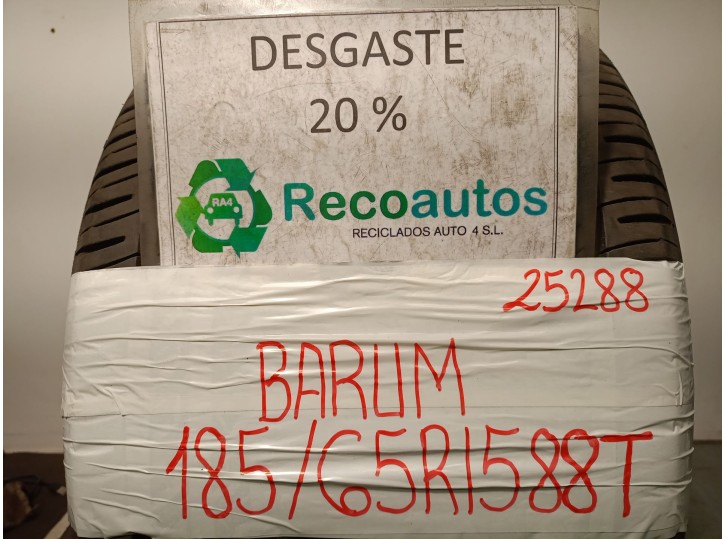 DESGASTE
20 %
RA4
Recoautos
RECICLADOS AUTO 4 S.L.
25288
BARUM
185/65R1588T